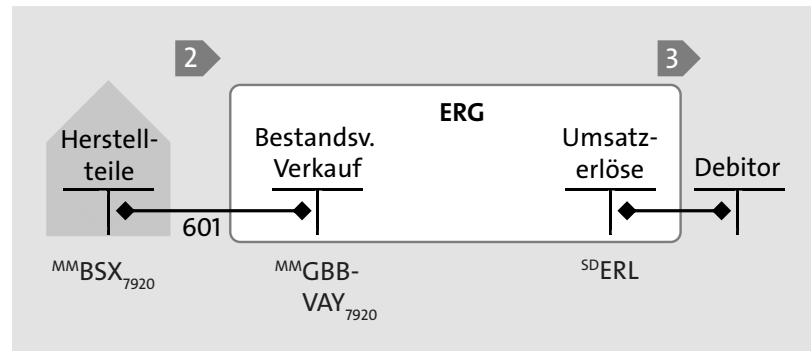 2
3
ERG
Herstell-
teile
Bestandsv.
Verkauf
Umsatz-
erlöse
Debitor
601
MMBSX7920
MMGBB-
VAY7920
SDERL